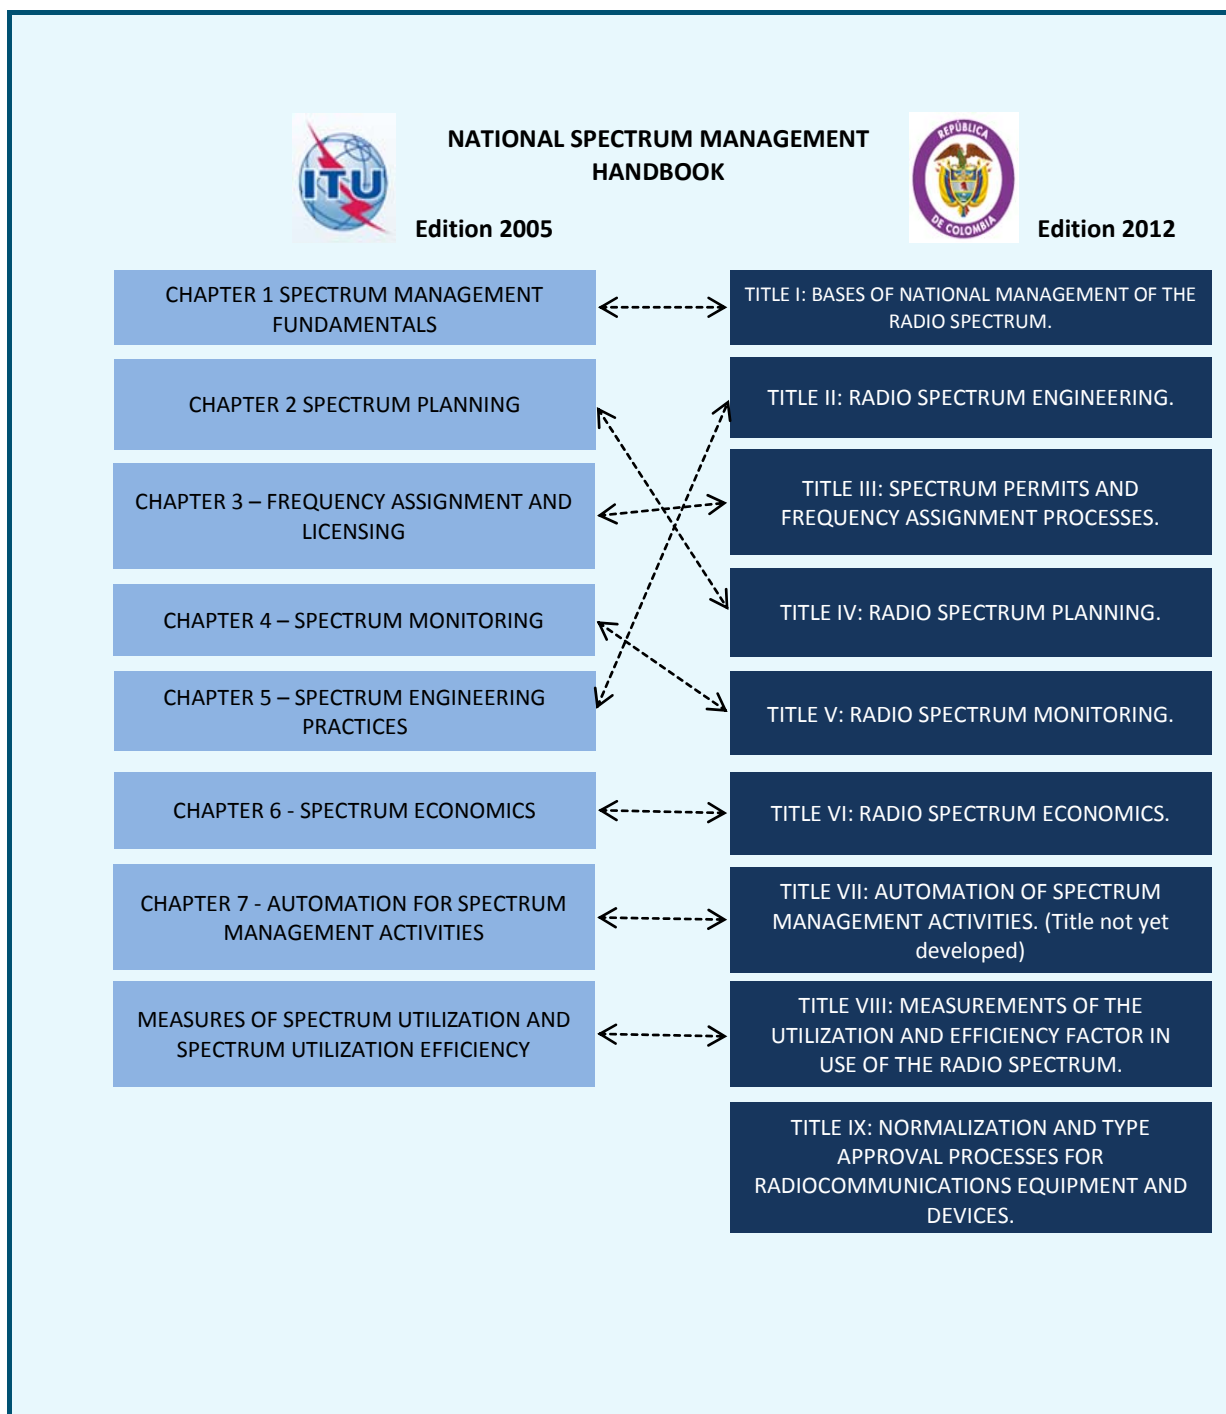 NATIONAL SPECTRUM MANAGEMENT
HANDBOOK
ITU
Edition 2005
REPÚBLICA
DE COLOMBIA
Edition 2012
CHAPTER 1 SPECTRUM MANAGEMENT
FUNDAMENTALS
TITLE I: BASES OF NATIONAL MANAGEMENT OF THE
RADIO SPECTRUM.
CHAPTER 2 SPECTRUM PLANNING
TITLE II: RADIO SPECTRUM ENGINEERING.
CHAPTER 3 – FREQUENCY ASSIGNMENT AND
LICENSING
TITLE III: SPECTRUM PERMITS AND
FREQUENCY ASSIGNMENT PROCESSES.
CHAPTER 4 – SPECTRUM MONITORING
TITLE IV: RADIO SPECTRUM PLANNING.
CHAPTER 5 – SPECTRUM ENGINEERING
PRACTICES
TITLE V: RADIO SPECTRUM MONITORING.
CHAPTER 6 - SPECTRUM ECONOMICS
TITLE VI: RADIO SPECTRUM ECONOMICS.
CHAPTER 7 - AUTOMATION FOR SPECTRUM
MANAGEMENT ACTIVITIES
TITLE VII: AUTOMATION OF SPECTRUM
MANAGEMENT ACTIVITIES. (Title not yet
developed)
MEASURES OF SPECTRUM UTILIZATION AND
SPECTRUM UTILIZATION EFFICIENCY
TITLE VIII: MEASUREMENTS OF THE
UTILIZATION AND EFFICIENCY FACTOR IN
USE OF THE RADIO SPECTRUM.
TITLE IX: NORMALIZATION AND TYPE
APPROVAL PROCESSES FOR
RADIOCOMMUNICATIONS EQUIPMENT AND
DEVICES.